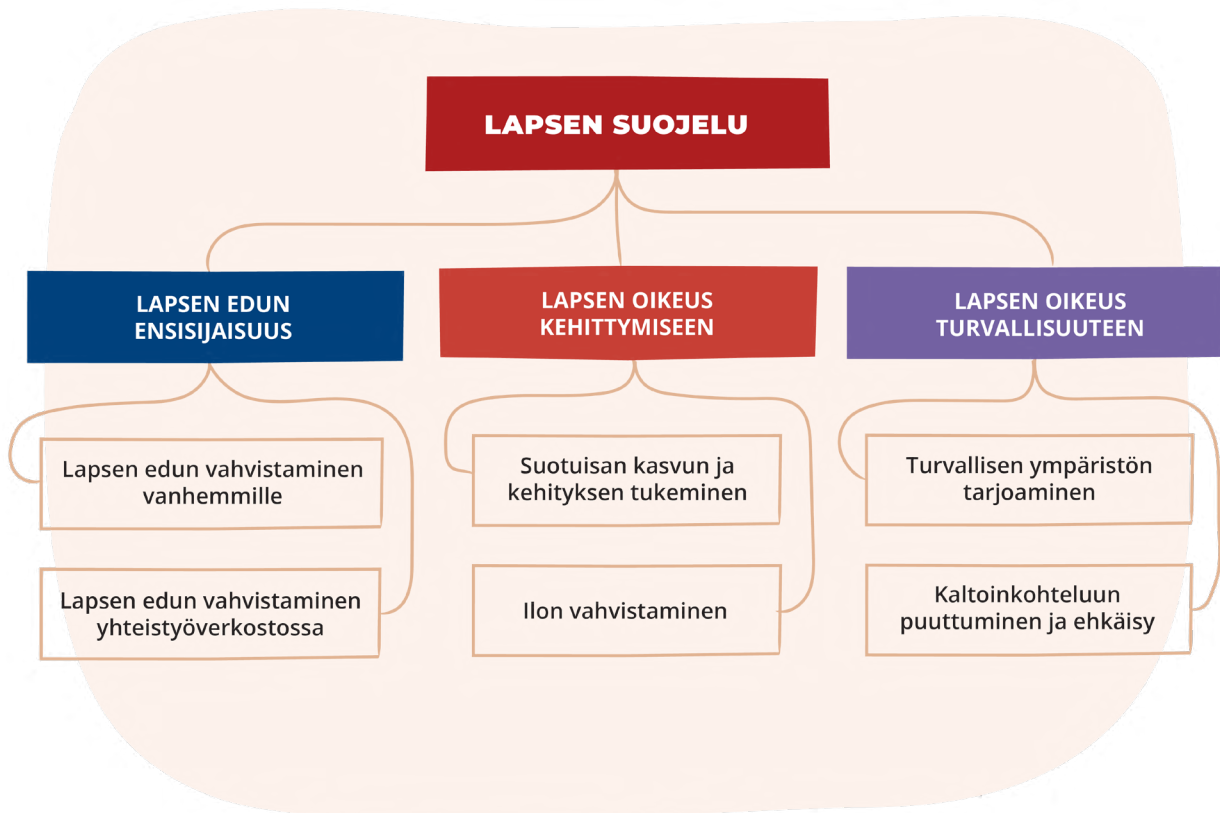 LAPSEN SUOJELU
LAPSEN EDUN
ENSISIJAISUUS
LAPSEN OIKEUS
KEHITTYMISEEN
LAPSEN OIKEUS
TURVALLISUUTEEN
Lapsen edun vahvistaminen
vanhemmille
Suotuisan kasvun ja
kehityksen tukeminen
Turvallisen ympäristön
tarjoaminen
Lapsen edun vahvistaminen
yhteistyöverkostossa
Ilon vahvistaminen
Kaltoinkohteluun
puuttuminen ja ehkäisy